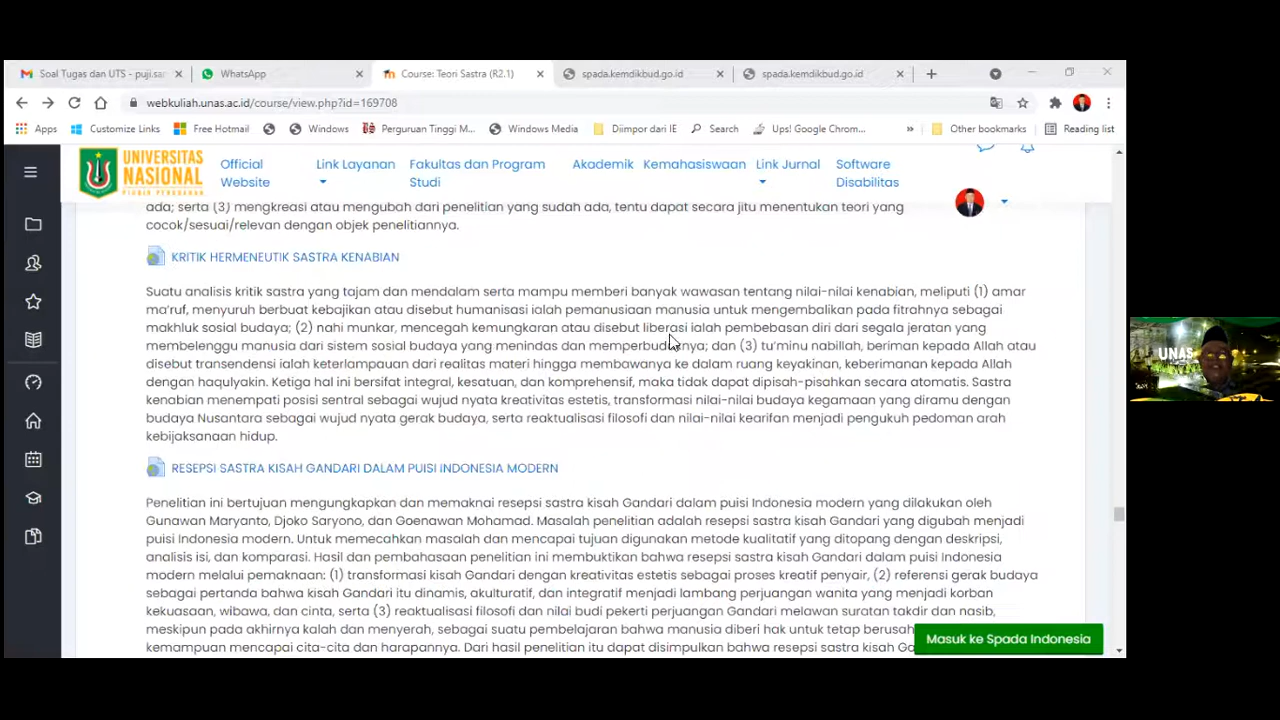 Soal Tugas dan UTS - puji.sa
WhatsApp
Course: Teori Sastra (R2.1)
spada.kemdikbud.go.id
spada.kemdikbud.go.id
webkuliah.unas.ac.id/course/view.php?id=169708
Apps
Customize Links
Free Hotmail
Windows
Perguruan Tinggi M...
Windows Media
Diimpor dari IE
Search
Ups! Google Chrom...
»
Other bookmarks
Reading list
UNIVERSITAS
NASIONAL
PIONIR PERUBAHAN
Official
Website
Link Layanan
Fakultas dan Program
Studi
Akademik
Kemahasiswaan
Link Jurnal
Software
Disabilitas
ada; serta (3) mengkreasi atau mengubah dari penelitian yang sudah ada, tentu dapat secara jitu menentukan teori yang
cocok/sesuai/relevan dengan objek penelitiannya.
KRITIK HERMENEUTIK SASTRA KENABIAN
Suatu analisis kritik sastra yang tajam dan mendalam serta mampu memberi banyak wawasan tentang nilai-nilai kenabian, meliputi (1) amar
ma'ruf, menyuruh berbuat kebajikan atau disebut humanisasi ialah pemanusiaan manusia untuk mengembalikan pada fitrahnya sebagai
makhluk sosial budaya; (2) nahi munkar, mencegah kemungkaran atau disebut liberasi ialah pembebasan diri dari segala jeratan yang
membelenggu manusia dari sistem sosial budaya yang menindas dan memperbudaknya; dan (3) tu'minu nabillah, beriman kepada Allah atau
disebut transendensi ialah keterlampauan dari realitas materi hingga membawanya ke dalam ruang keyakinan, keberimanan kepada Allah
dengan haqulyakin. Ketiga hal ini bersifat integral, kesatuan, dan komprehensif, maka tidak dapat dipisah-pisahkan secara atomatis. Sastra
kenabian menempati posisi sentral sebagai wujud nyata kreativitas estetis, transformasi nilai-nilai budaya kegamaan yang diramu dengan
budaya Nusantara sebagai wujud nyata gerak budaya, serta reaktualisasi filosofi dan nilai-nilai kearifan menjadi pengukuh pedoman arah
kebijaksanaan hidup.
RESEPSI SASTRA KISAH GANDARI DALAM PUISI INDONESIA MODERN
Penelitian ini bertujuan mengungkapkan dan memaknai resepsi sastra kisah Gandari dalam puisi Indonesia modern yang dilakukan oleh
Gunawan Maryanto, Djoko Saryono, dan Goenawan Mohamad. Masalah penelitian adalah resepsi sastra kisah Gandari yang digubah menjadi
puisi Indonesia modern. Untuk memecahkan masalah dan mencapai tujuan digunakan metode kualitatif yang ditopang dengan deskripsi,
analisis isi, dan komparasi. Hasil dan pembahasaan penelitian ini membuktikan bahwa resepsi sastra kisah Gandari dalam puisi Indonesia
modern melalui pemaknaan: (1) transformasi kisah Gandari dengan kreativitas estetis sebagai proses kreatif penyair, (2) referensi gerak budaya
sebagai pertanda bahwa kisah Gandari itu dinamis, akulturatif, dan integratif menjadi lambang perjuangan wanita yang menjadi korban
kekuasaan, wibawa, dan cinta, serta (3) reaktualisasi filosofi dan nilai budi pekerti perjuangan Gandari melawan suratan takdir dan nasib,
meskipun pada akhirnya kalah dan menyerah, sebagai suatu pembelajaran bahwa manusia diberi hak untuk tetap berusah
kemampuan mencapai cita-cita dan harapannya. Dari hasil penelitian itu dapat disimpulkan bahwa resepsi sastra kisah Ga
Masuk ke Spada Indonesia
UNAS